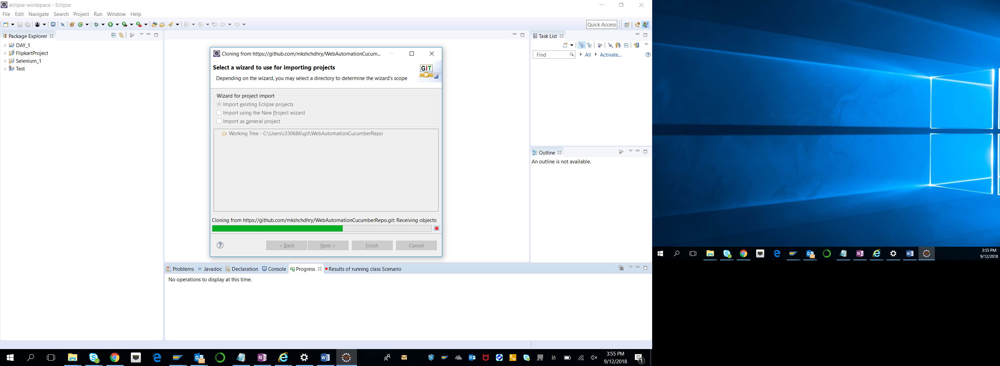 eclipse-workspace - Eclipse
File Edit Navigate Search Project Run Window Help
Quick Access
Package Explorer
DAY_1
FlipkartProject
Selenium_1
Test
Cloning from https://github.com/mkshchdhry/WebAutomationCucum...
Select a wizard to use for importing projects
Depending on the wizard, you may select a directory to determine the wizard's scope
GIT
Wizard for project import
Import existing Eclipse projects
Import using the New Project wizard
Import as general project
Working Tree - C:\Users\i330686\git\WebAutomationCucumberRepo
Cloning from https://github.com/mkshchdhry/WebAutomationCucumberRepo.git: Receiving objects:
< Back Next > Finish Cancel
Task List
Find All Activate...
Outline
An outline is not available.
Problems Javadoc Declaration Console Progress Results of running class Scenario
No operations to display at this time.
3:55 PM
9/12/2018
1
3:55 PM
9/12/2018